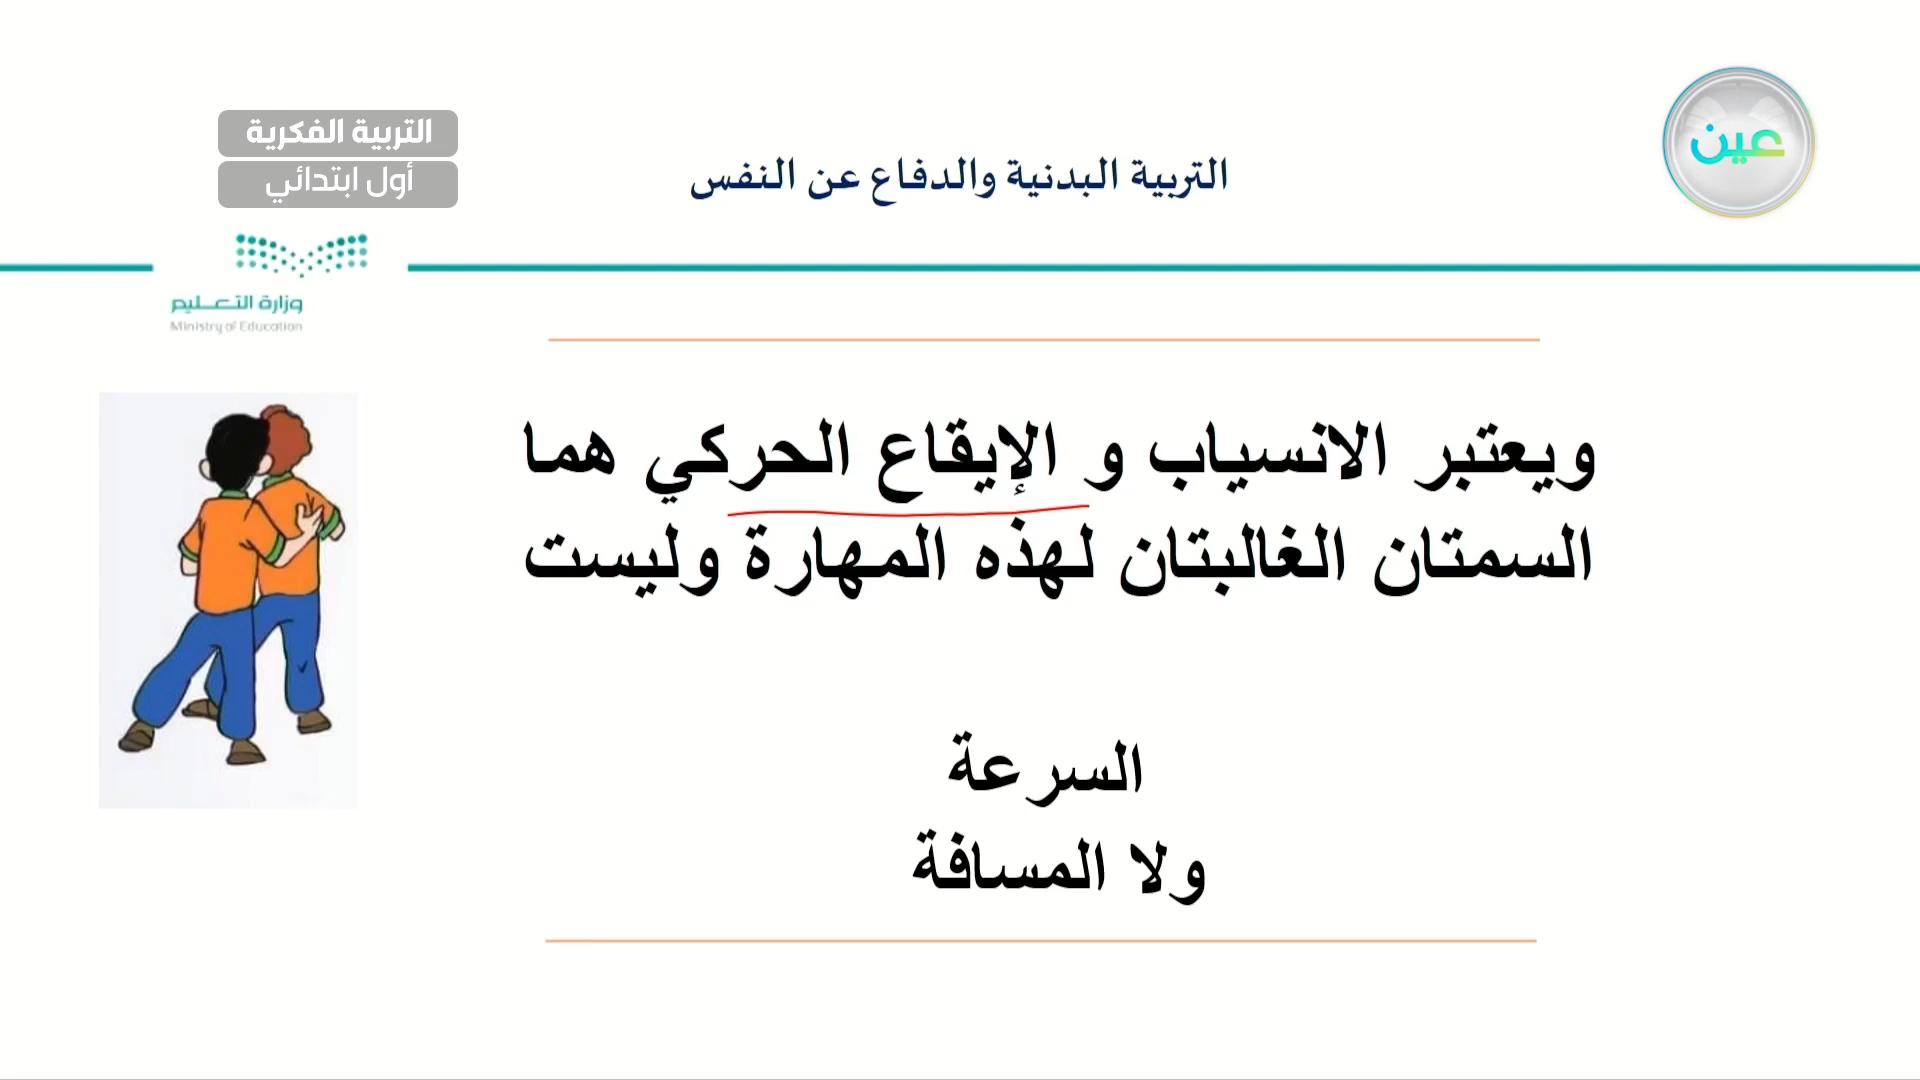 التربية الفكرية
أول ابتدائي
التربية البدنية والدفاع عن النفس
عين
وزارة التعليم
Ministry of Education
ويعتبر الانسياب و الإيقاع الحركي هما
السمتان الغالبتان لهذه المهارة وليست
السرعة
ولا المسافة